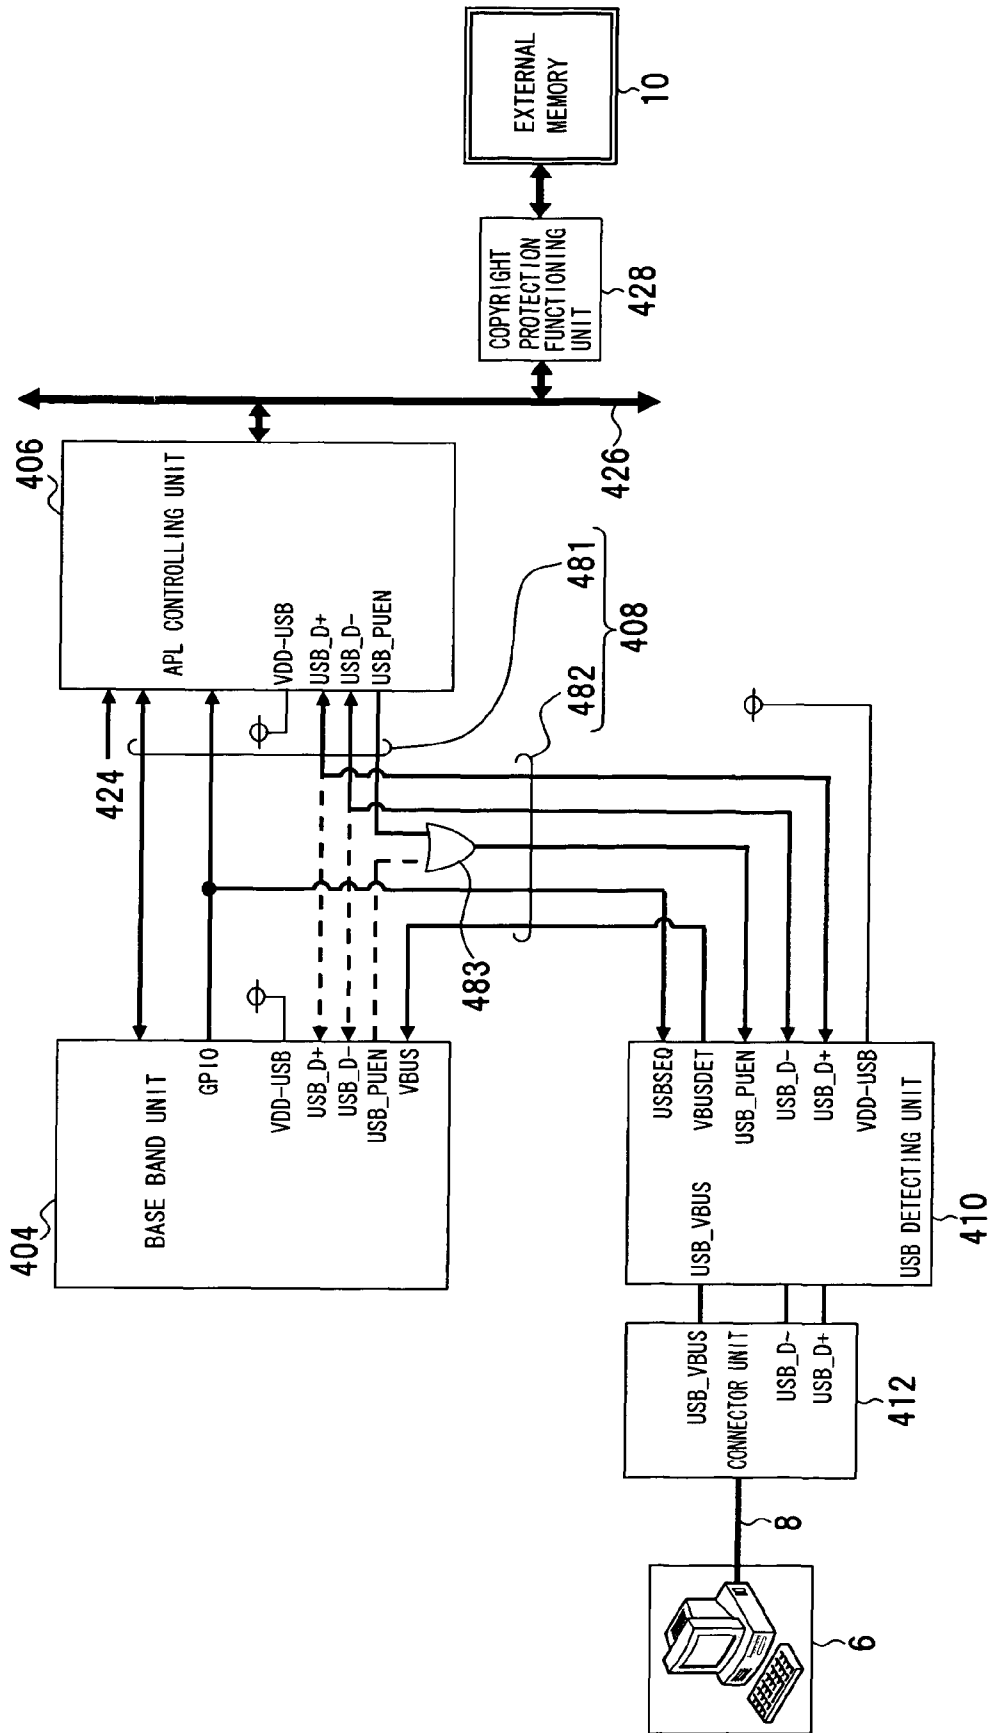 404
BASE BAND UNIT
GPIO
VDD-USB
USB_D+
USB_D-
USB_PUEN
VBUS
424
406
APL CONTROLLING UNIT
VDD-USB
USB_D+
USB_D-
USB_PUEN
426
COPYRIGHT
PROTECTION
FUNCTIONING
UNIT
428
EXTERNAL
MEMORY
10
483
482
481
408
6
8
USB_VBUS
CONNECTOR UNIT
USB_D-
USB_D+
412
USB_VBUS
USBSEQ
VBUSDET
USB_PUEN
USB_D-
USB_D+
VDD-USB
USB DETECTING UNIT
410